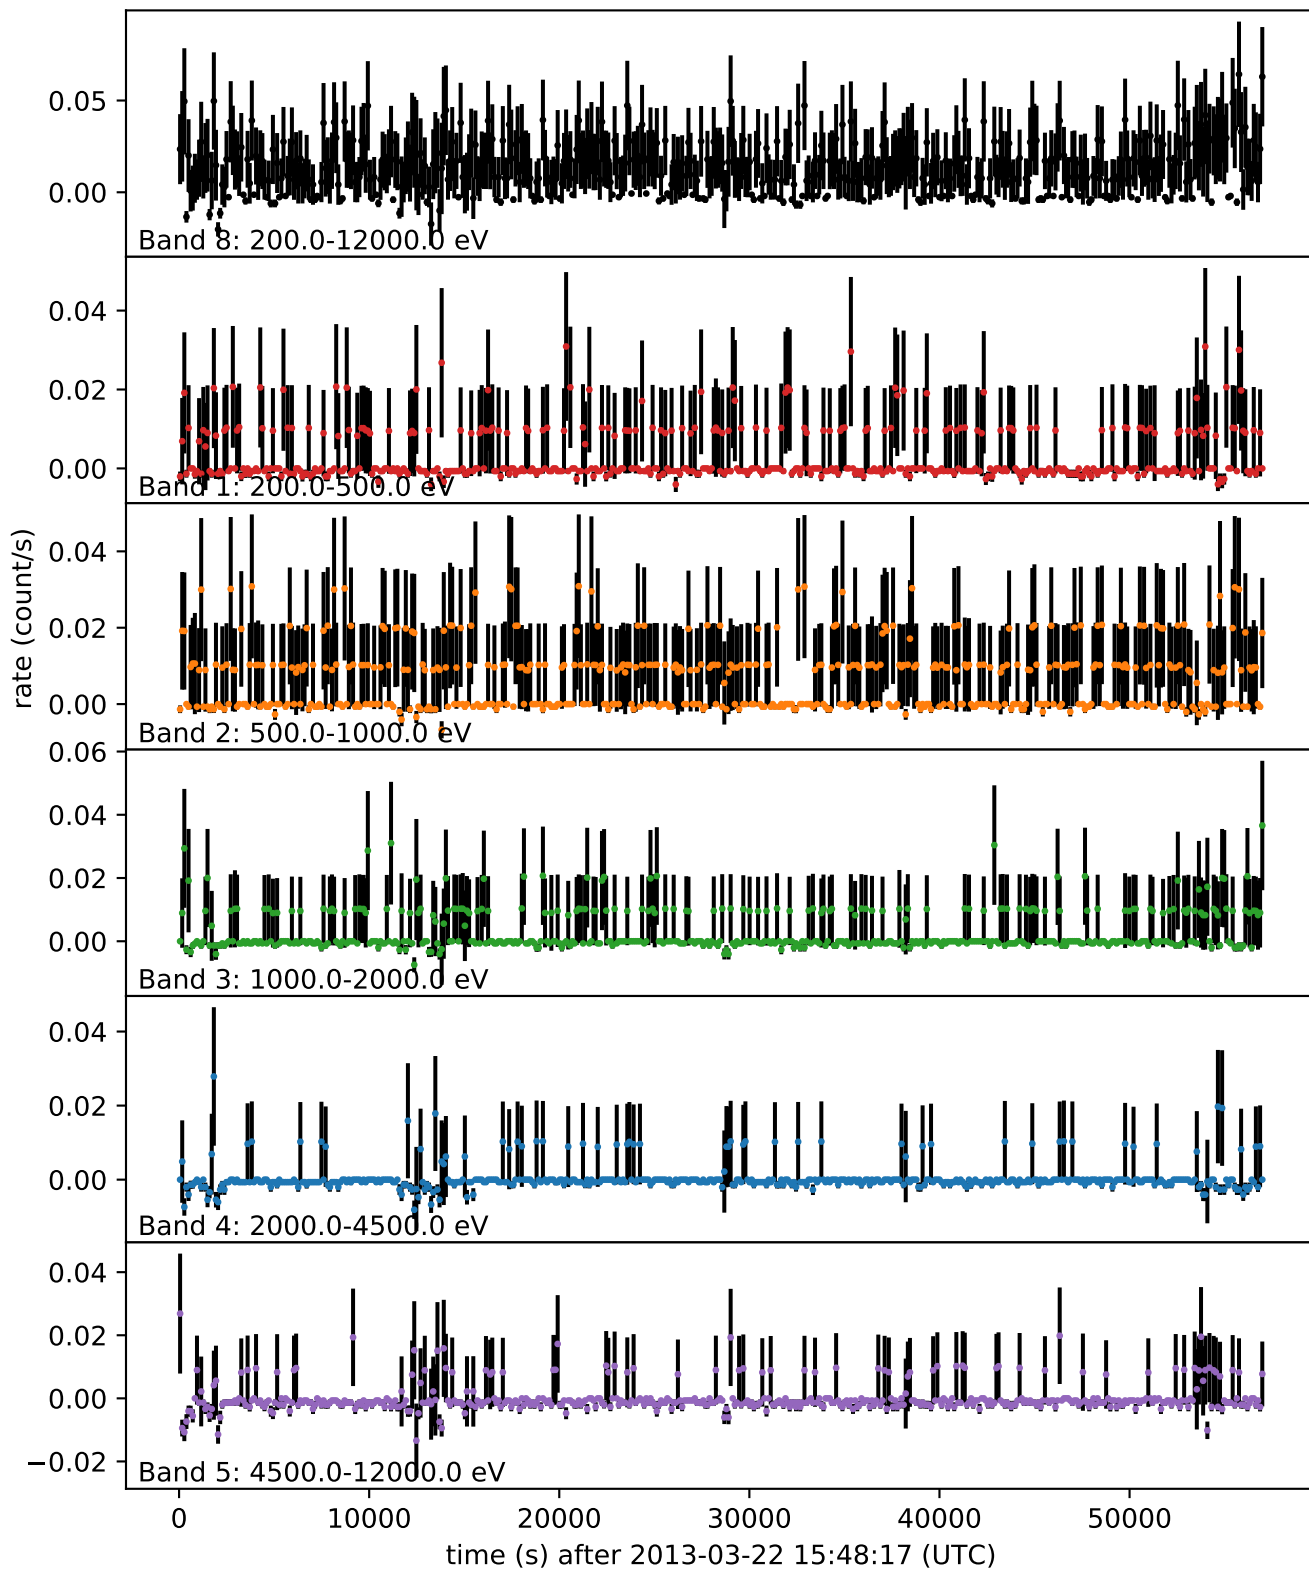 0.05
0.00
Band 8: 200.0-12000.0 eV
0.04
0.02
0.00
Band 1: 200.0-500.0 eV
rate (count/s)
0.04
0.02
0.00
Band 2: 500.0-1000.0 eV
0.06
0.04
0.02
0.00
Band 3: 1000.0-2000.0 eV
0.04
0.02
0.00
Band 4: 2000.0-4500.0 eV
0.04
0.02
0.00
−0.02
Band 5: 4500.0-12000.0 eV
0 10000 20000 30000 40000 50000
time (s) after 2013-03-22 15:48:17 (UTC)